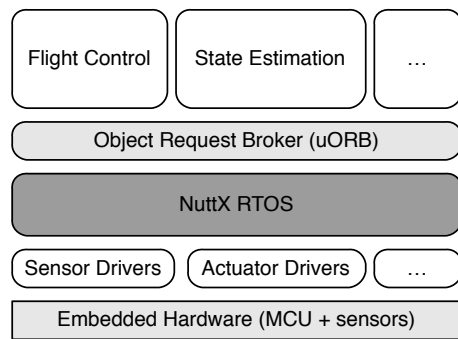 Flight Control
State Estimation
…
Object Request Broker (uORB)
NuttX RTOS
Sensor Drivers
Actuator Drivers
…
Embedded Hardware (MCU + sensors)